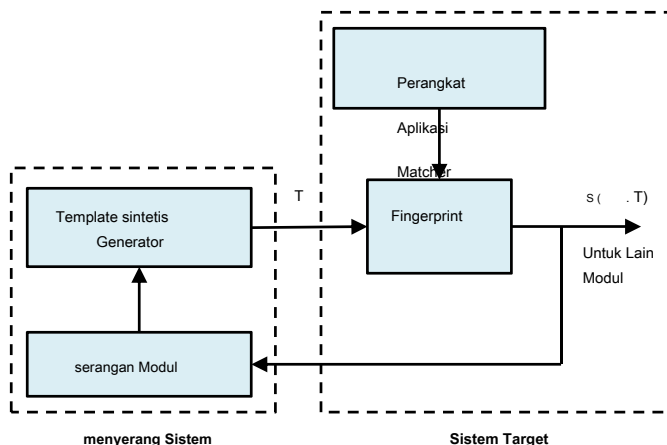 Perangkat
Aplikasi
Matcher
Fingerprint
T
Template sintetis
Generator
S ( . T)
Untuk Lain
Modul
serangan Modul
menyerang Sistem
Sistem Target